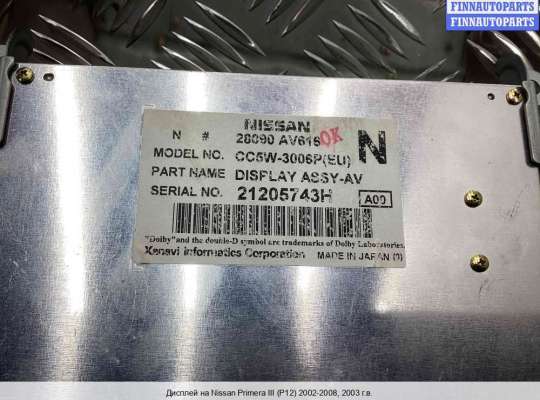 FINNAUTOPARTS
FINNAUTOPARTS
NISSAN
N # 28090 AV616 OK N
MODEL NO. CC5W-3006P(EU)
PART NAME DISPLAY ASSY-AV
SERIAL NO. 21205743H A00
"Dolby"and the double-D symbol are trademarks of Dolby Laboratories.
Xanavi Informatics Corporation MADE IN JAPAN (0)
Дисплей на Nissan Primera III (P12) 2002-2008, 2003 г.в.